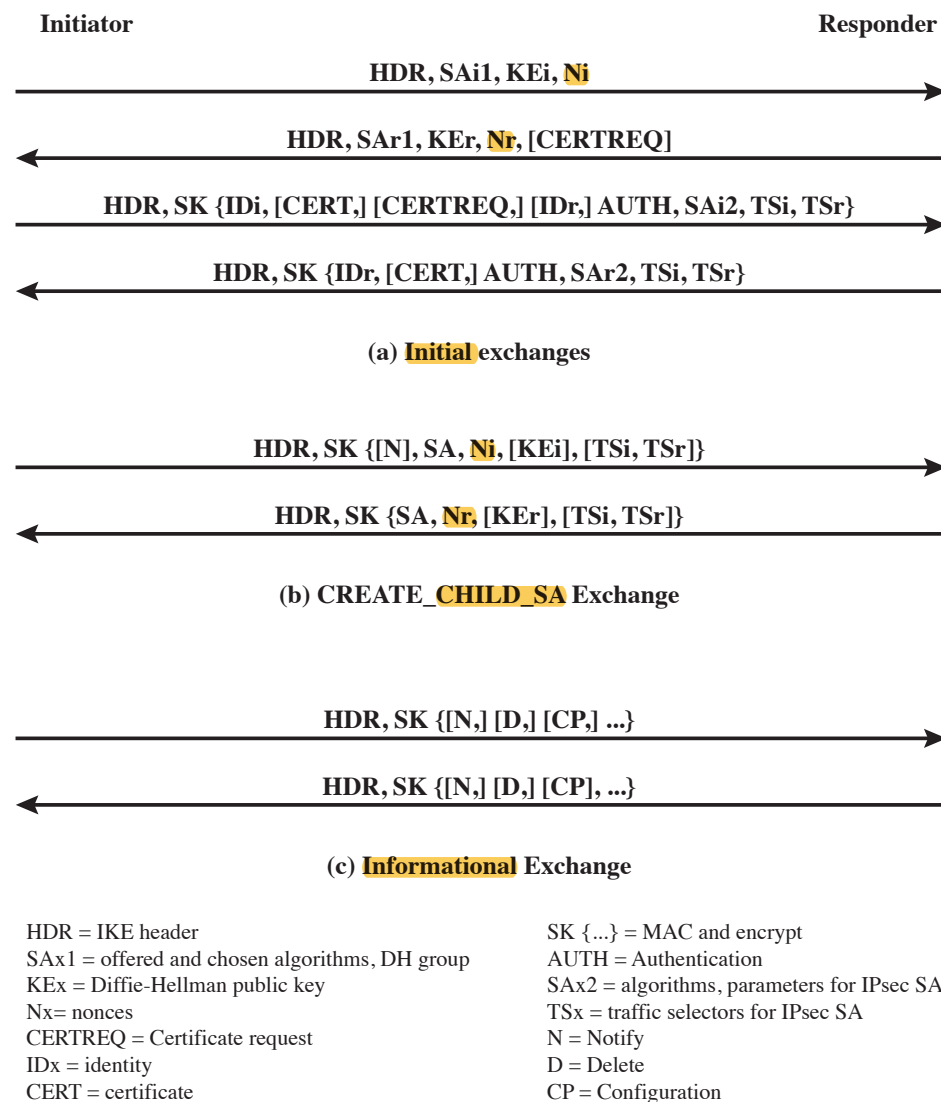 Initiator Responder
HDR, SAi1, KEi, Ni
HDR, SAr1, KEr, Nr, [CERTREQ]
HDR, SK {IDi, [CERT,] [CERTREQ,] [IDr,] AUTH, SAi2, TSi, TSr}
HDR, SK {IDr, [CERT,] AUTH, SAr2, TSi, TSr}
(a) Initial exchanges
HDR, SK {[N], SA, Ni, [KEi], [TSi, TSr]}
HDR, SK {SA, Nr, [KEr], [TSi, TSr]}
(b) CREATE_CHILD_SA Exchange
HDR, SK {[N,] [D,] [CP,] ...}
HDR, SK {[N,] [D,] [CP], ...}
(c) Informational Exchange
HDR = IKE header
SAx1 = offered and chosen algorithms, DH group
KEx = Diffie-Hellman public key
Nx= nonces
CERTREQ = Certificate request
IDx = identity
CERT = certificate
SK {...} = MAC and encrypt
AUTH = Authentication
SAx2 = algorithms, parameters for IPsec SA
TSx = traffic selectors for IPsec SA
N = Notify
D = Delete
CP = Configuration